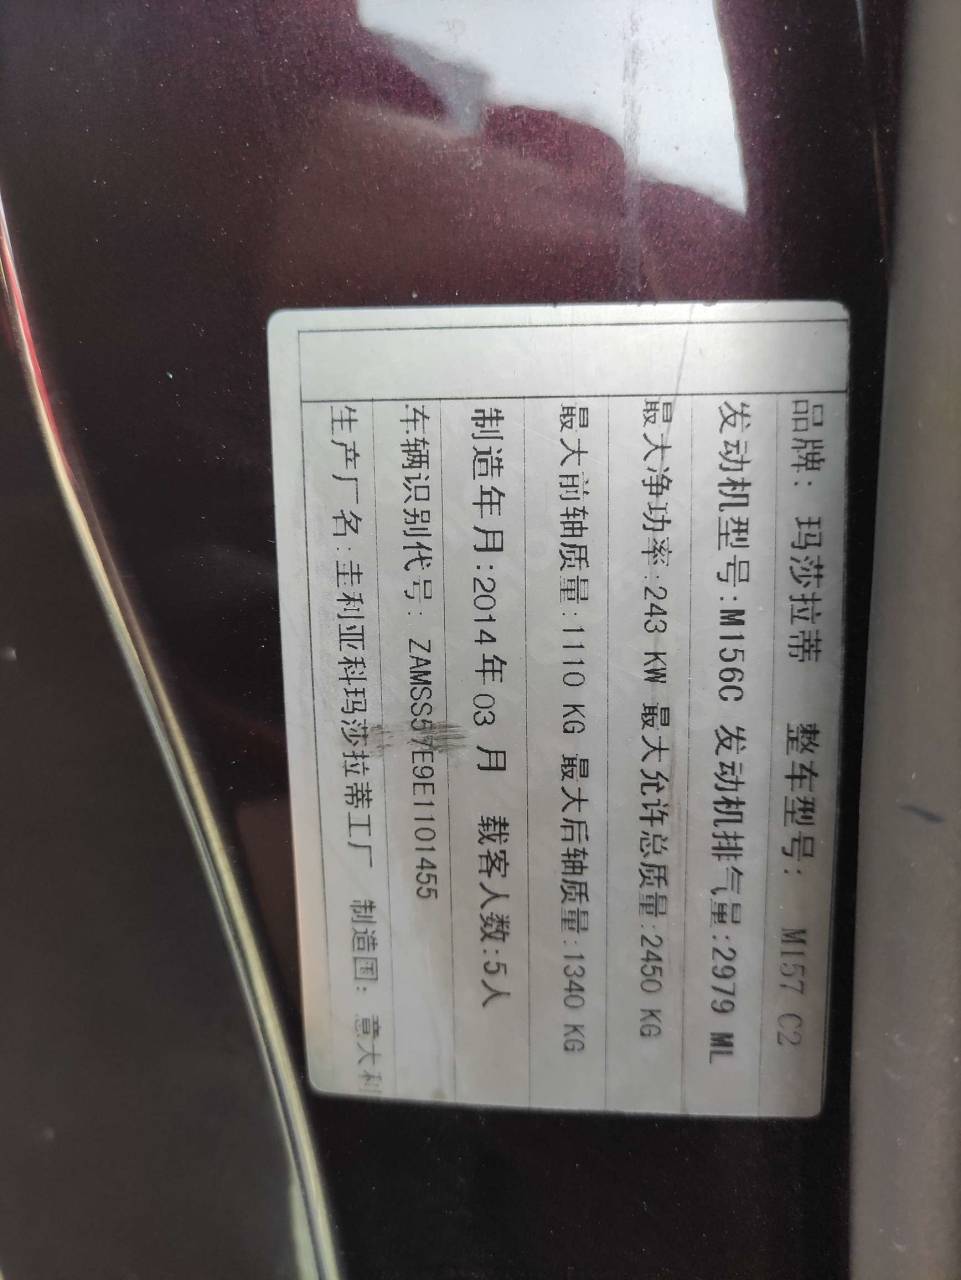 品牌: 玛莎拉蒂 整车型号: M157 C2
发动机型号:M156C 发动机排气量:2979 ML
最大净功率:243 KW 最大允许总质量:2450 KG
最大前轴质量:1110 KG 最大后轴质量:1340 KG
制造年月:2014年03月 载客人数:5人
车辆识别代号: ZAMSS57E9E1101455
生产厂名:圭利亚科玛莎拉蒂工厂 制造国: 意大利